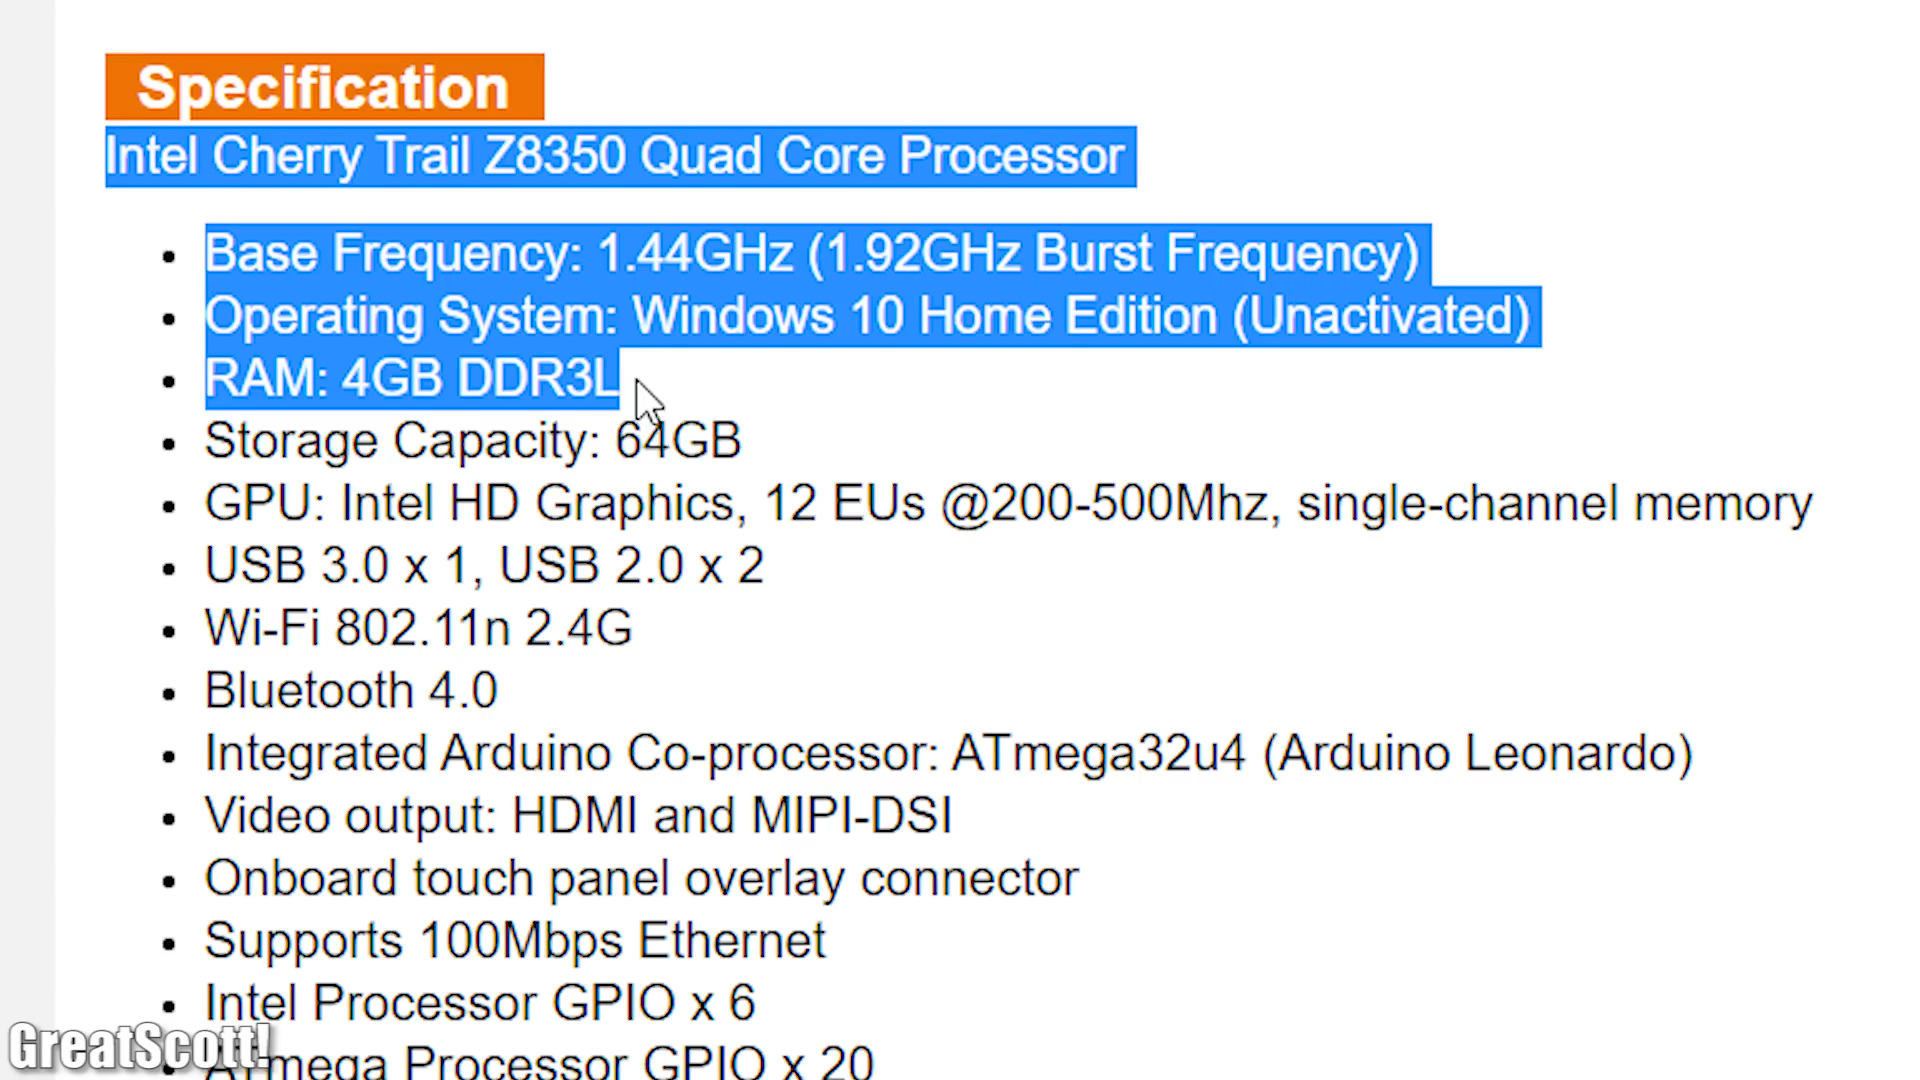 Specification
Intel Cherry Trail Z8350 Quad Core Processor
Base Frequency: 1.44GHz (1.92GHz Burst Frequency)
Operating System: Windows 10 Home Edition (Unactivated)
RAM: 4GB DDR3L
Storage Capacity: 64GB
GPU: Intel HD Graphics, 12 EUs @200-500Mhz, single-channel memory
USB 3.0 x 1, USB 2.0 x 2
Wi-Fi 802.11n 2.4G
Bluetooth 4.0
Integrated Arduino Co-processor: ATmega32u4 (Arduino Leonardo)
Video output: HDMI and MIPI-DSI
Onboard touch panel overlay connector
Supports 100Mbps Ethernet
Intel Processor GPIO x 6
ATmega Processor GPIO x 20
GreatScott!